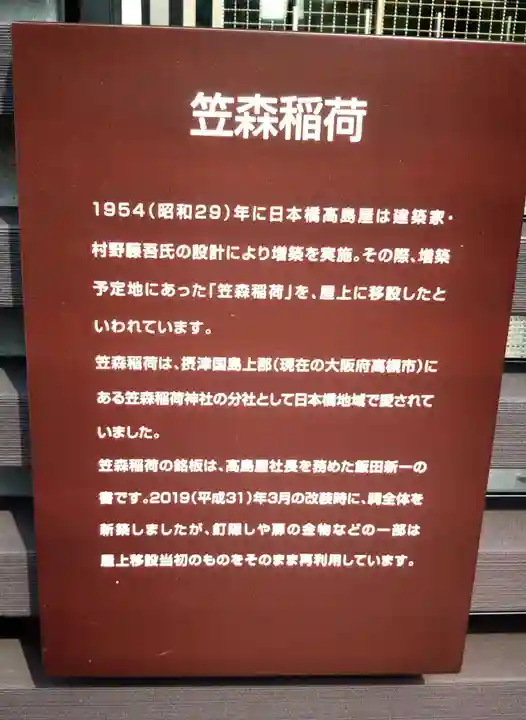 笠森稲荷
1954(昭和29)年に日本橋髙島屋は建築家・
村野藤吾氏の設計により増築を実施。その際、増築
予定地にあった「笠森稲荷」を、屋上に移設したと
いわれています。
笠森稲荷は、摂津国島上郡(現在の大阪府高槻市)に
ある笠森稲荷神社の分社として日本橋地域で愛されて
いました。
笠森稲荷の銘板は、髙島屋社長を務めた飯田新一の
書です。2019(平成31)年3月の改装時に、祠全体を
新築しましたが、釘隠しや扉の金物などの一部は
屋上移設当初のものをそのまま再利用しています。